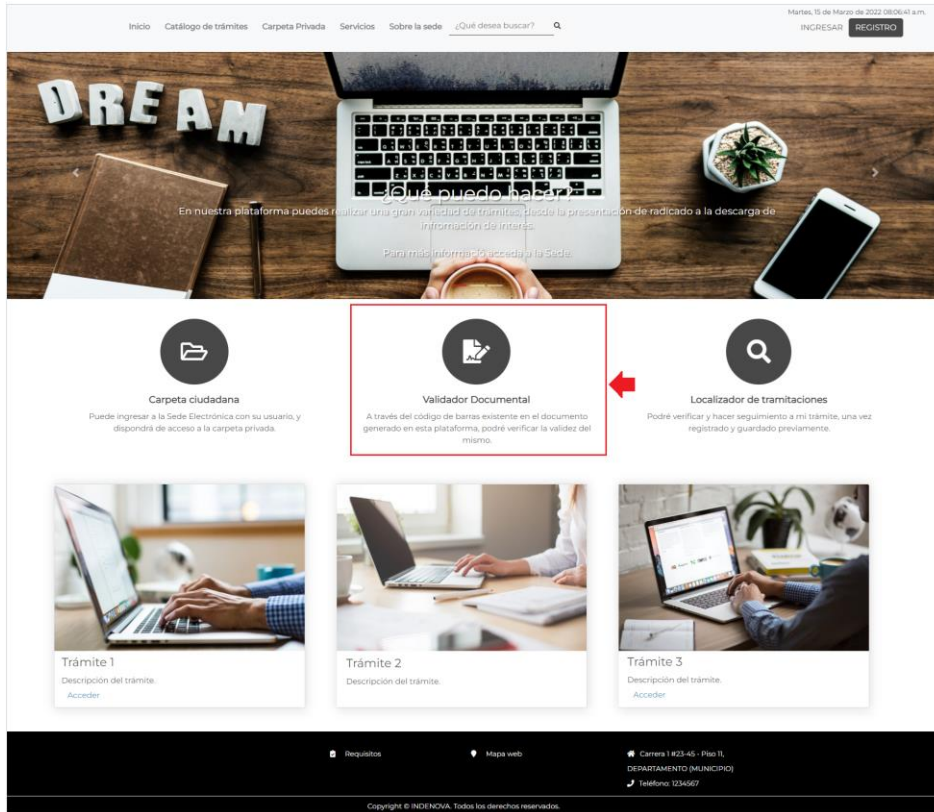 Martes, 15 de Marzo de 2022 08:06:41 a.m.
Inicio Catálogo de trámites Carpeta Privada Servicios Sobre la sede ¿Qué desea buscar? INGRESAR REGISTRO
DREAM
¿Qué puedo hacer?
En nuestra plataforma puedes realizar una gran variedad de trámites, desde la presentación de radicado a la descarga de
infromación de interés.
Para más informació acceda a la Sede.
Carpeta ciudadana
Puede ingresar a la Sede Electrónica con su usuario, y
dispondrá de acceso a la carpeta privada.
Validador Documental
A través del código de barras existente en el documento
generado en esta plataforma, podré verificar la validez del
mismo.
Localizador de tramitaciones
Podré verificar y hacer seguimiento a mi trámite, una vez
registrado y guardado previamente.
Trámite 1
Descripción del trámite.
Acceder
Trámite 2
Descripción del trámite.
Trámite 3
Descripción del trámite.
Acceder
Requisitos
Mapa web
Carrera 1 #23-45 - Piso 11,
DEPARTAMENTO (MUNICIPIO)
Teléfono: 1234567
Copyright © INDENOVA. Todos los derechos reservados.